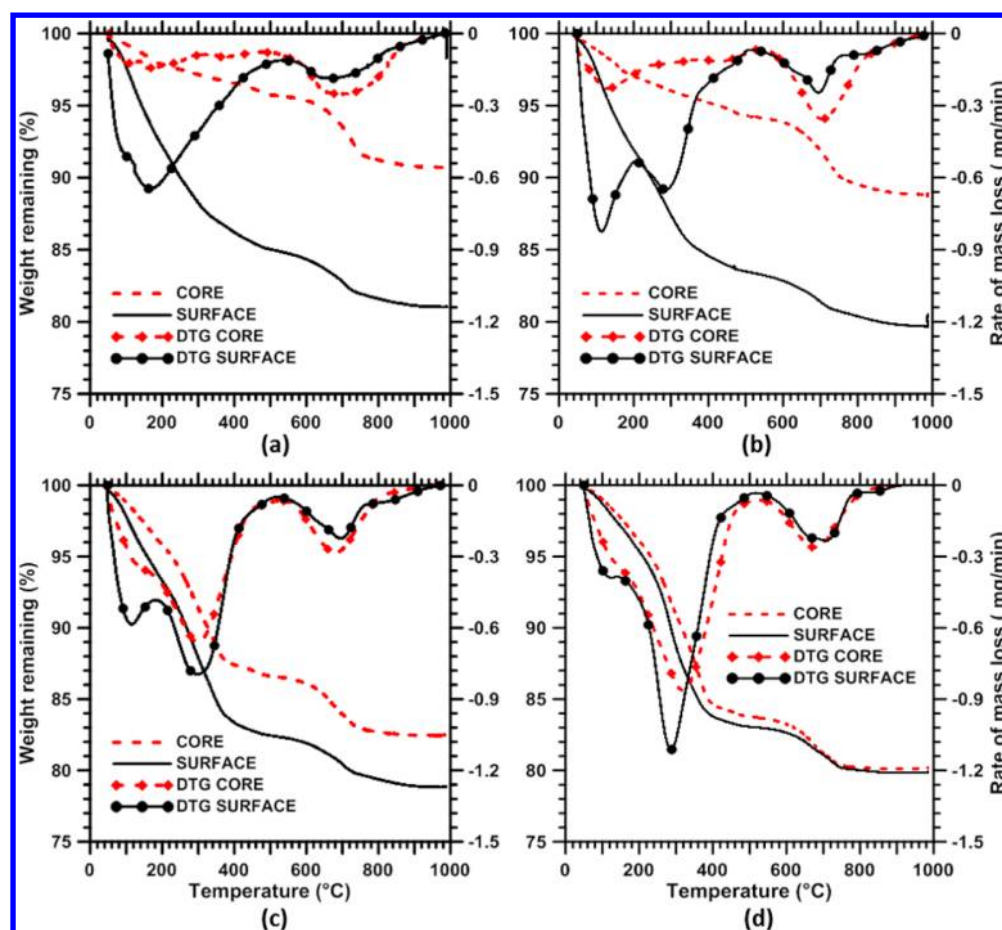 100
95
90
85
80
75
Weight remaining (%)
0
-0.3
-0.6
-0.9
-1.2
-1.5
CORE
SURFACE
DTG CORE
DTG SURFACE
0 200 400 600 800 1000
(a)
100
95
90
85
80
75
0
-0.3
-0.6
-0.9
-1.2
-1.5
Rate of mass loss ( mg/min)
CORE
SURFACE
DTG CORE
DTG SURFACE
0 200 400 600 800 1000
(b)
100
95
90
85
80
75
Weight remaining (%)
0
-0.3
-0.6
-0.9
-1.2
-1.5
CORE
SURFACE
DTG CORE
DTG SURFACE
0 200 400 600 800 1000
Temperature (°C)
(c)
100
95
90
85
80
75
0
-0.3
-0.6
-0.9
-1.2
-1.5
Rate of mass loss ( mg/min)
CORE
SURFACE
DTG CORE
DTG SURFACE
0 200 400 600 800 1000
Temperature (°C)
(d)